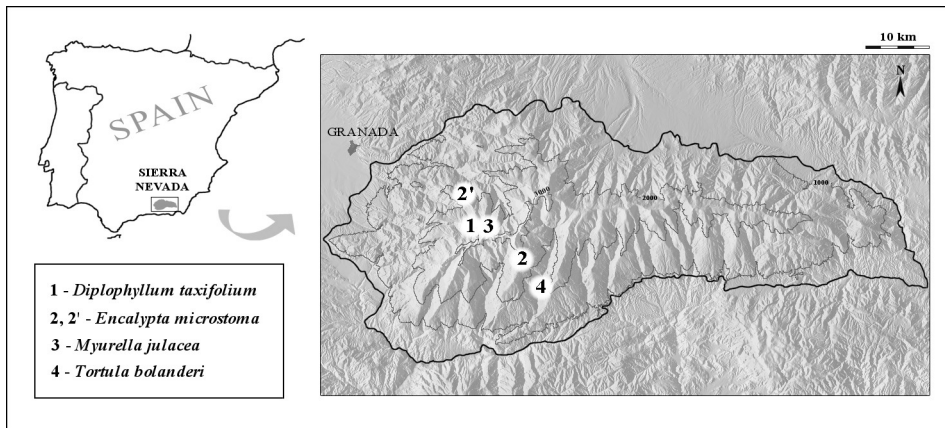 SPAIN
SIERRA
NEVADA
10 km
N
GRANADA
1000
3000
2000
2'
1 3
2
4
1 - Diplophyllum taxifolium
2, 2' - Encalypta microstoma
3 - Myurella julacea
4 - Tortula bolanderi